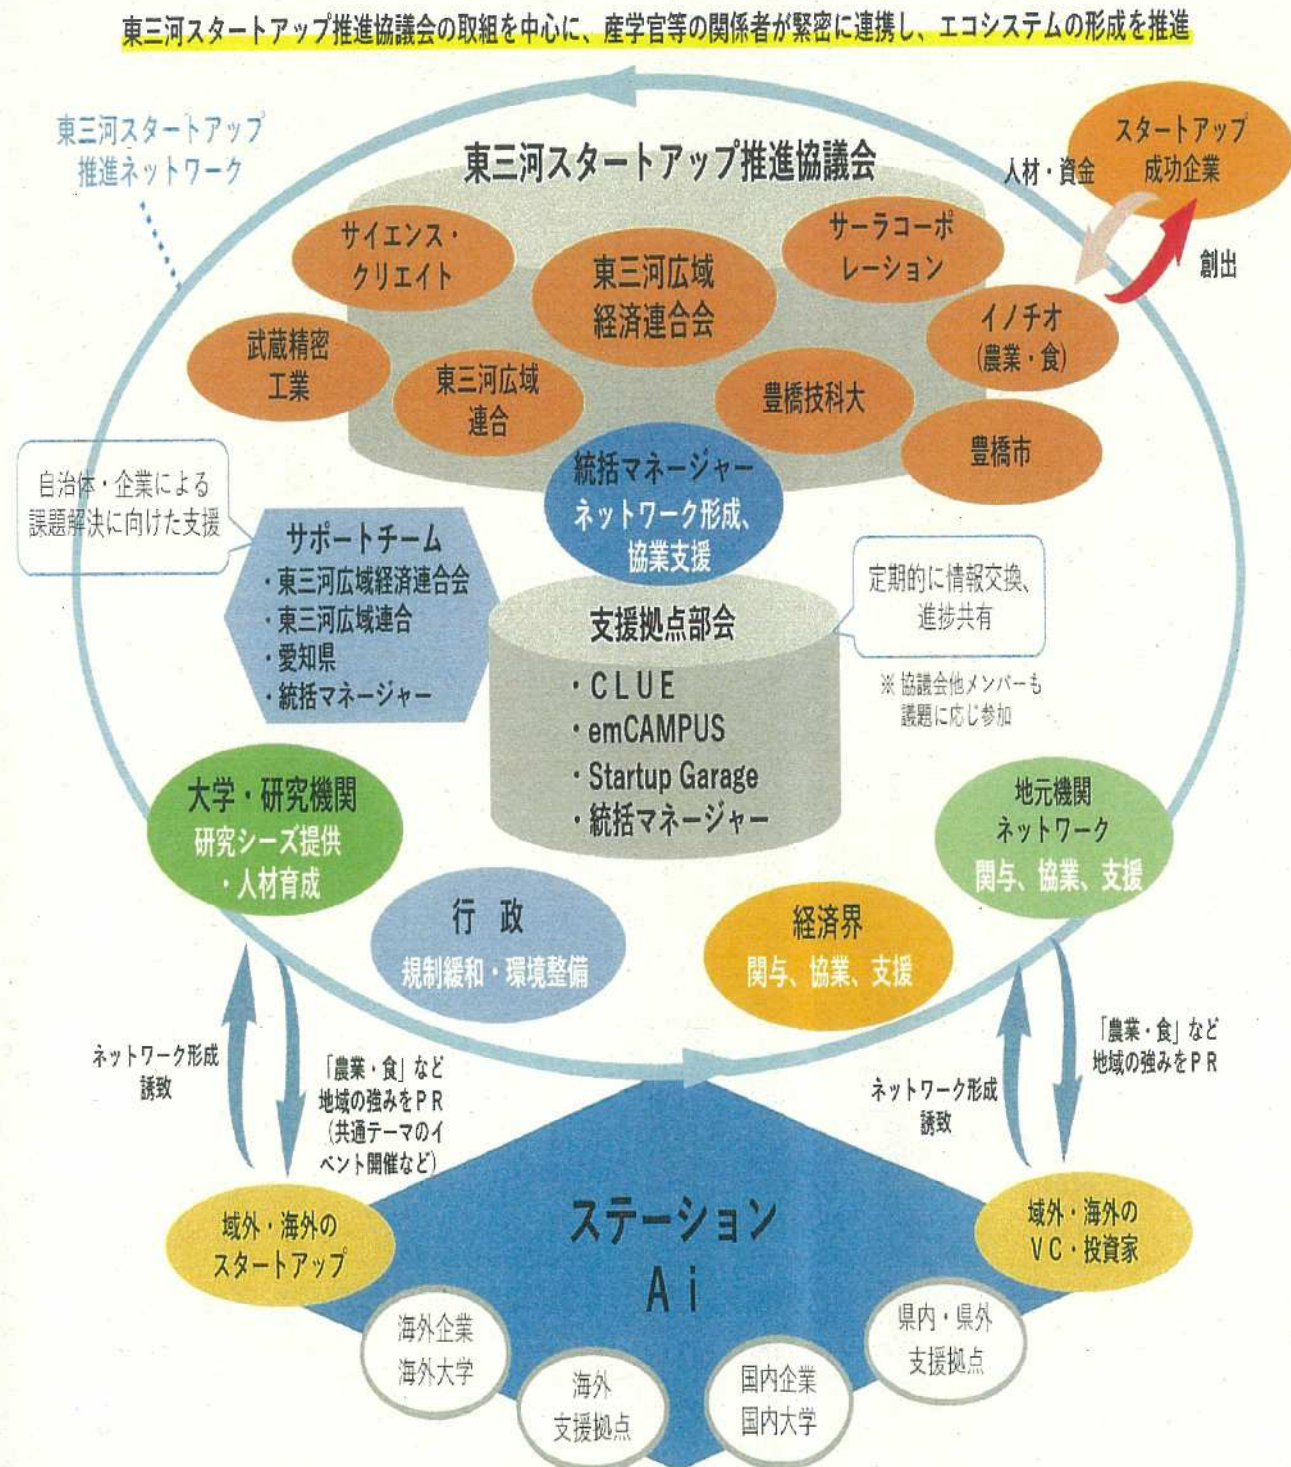 東三河スタートアップ推進協議会の取組を中心に、産学官等の関係者が緊密に連携し、エコシステムの形成を推進
東三河スタートアップ
推進ネットワーク
東三河スタートアップ推進協議会
人材・資金
スタートアップ
成功企業
創出
サイエンス・
クリエイト
東三河広域
経済連合会
サーラコーポ
レーション
武蔵精密
工業
東三河広域
連合
豊橋技科大
イノチオ
(農業・食)
豊橋市
統括マネージャー
ネットワーク形成、
協業支援
自治体・企業による
課題解決に向けた支援
サポートチーム
・東三河広域経済連合会
・東三河広域連合
・愛知県
・統括マネージャー
支援拠点部会
・CLUE
・emCAMPUS
・Startup Garage
・統括マネージャー
定期的に情報交換、
進捗共有
※ 協議会他メンバーも
議題に応じ参加
大学・研究機関
研究シーズ提供
・人材育成
行 政
規制緩和・環境整備
経済界
関与、協業、支援
地元機関
ネットワーク
関与、協業、支援
ネットワーク形成
誘致
「農業・食」など
地域の強みをPR
(共通テーマのイ
ベント開催など)
ネットワーク形成
誘致
「農業・食」など
地域の強みをPR
域外・海外の
スタートアップ
ステーション
Ai
域外・海外の
VC・投資家
海外企業
海外大学
海外
支援拠点
国内企業
国内大学
県内・県外
支援拠点